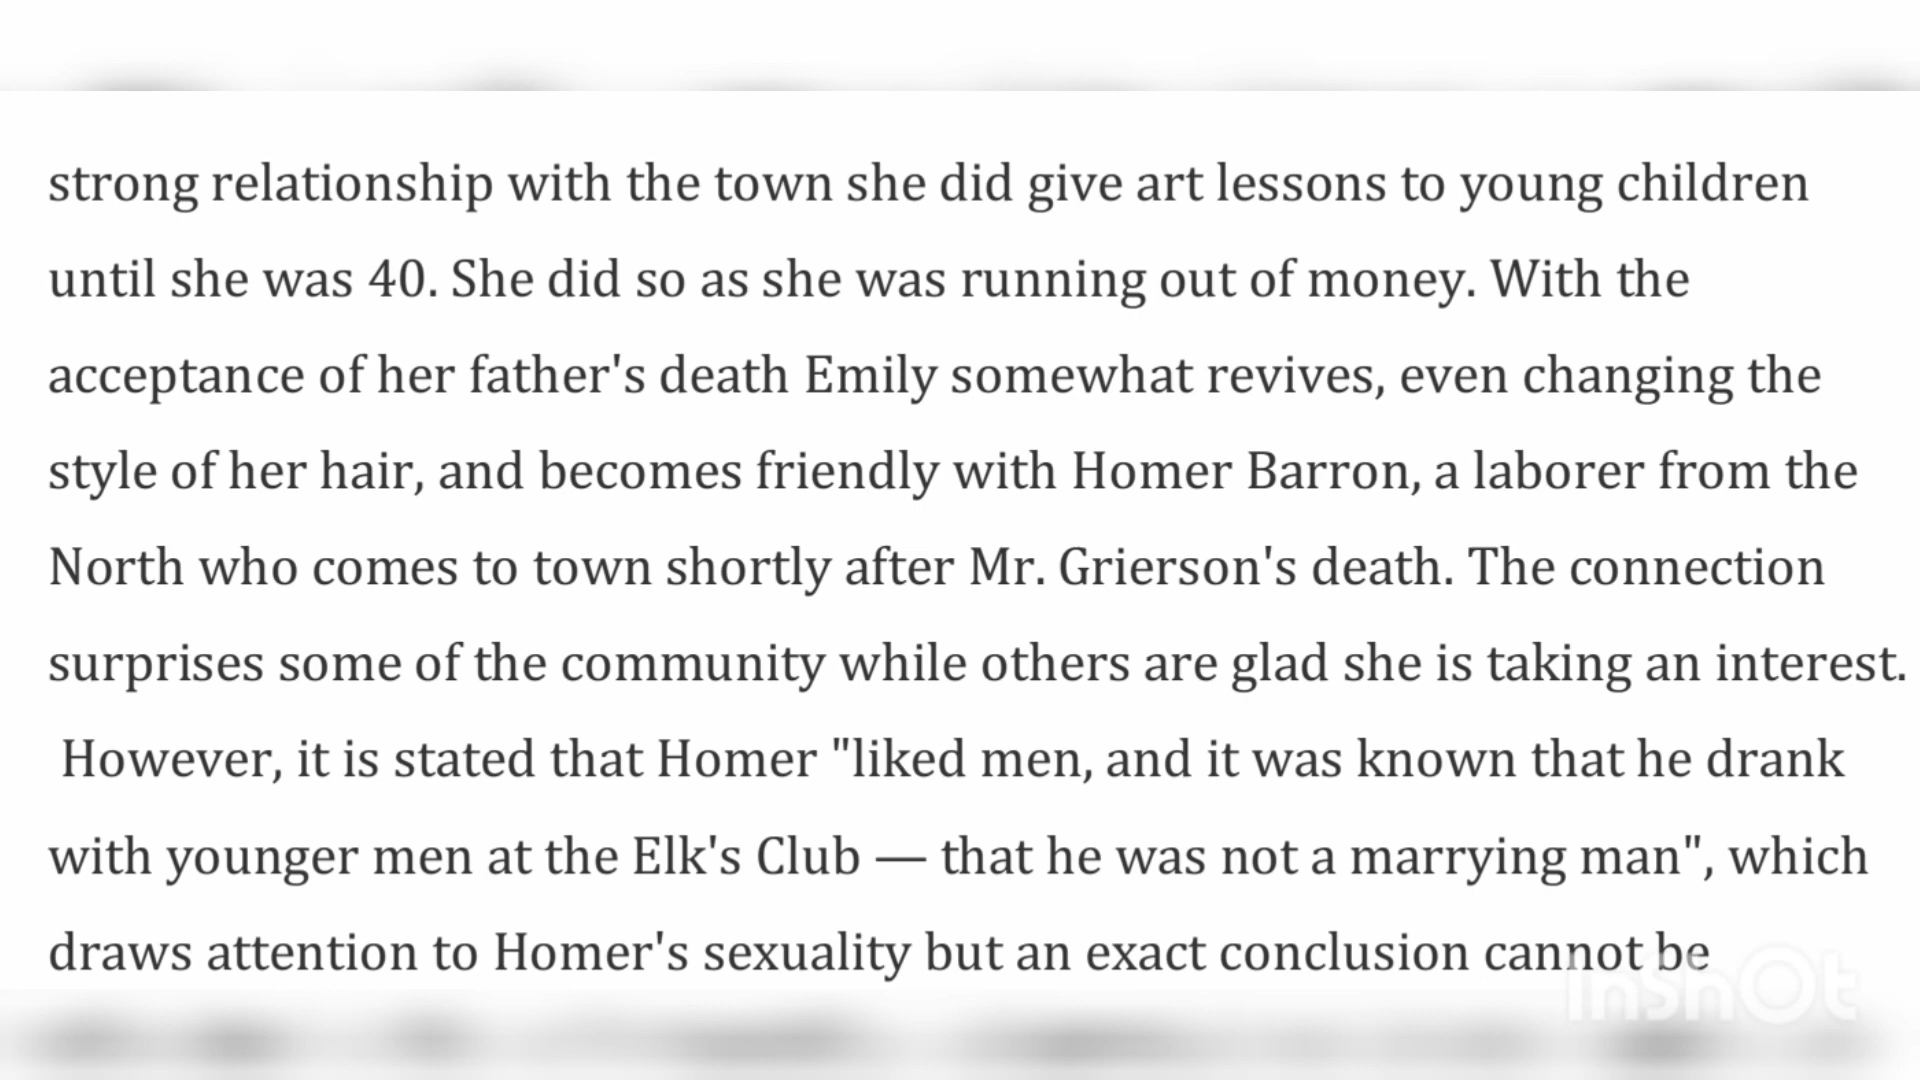 strong relationship with the town she did give art lessons to young children
until she was 40. She did so as she was running out of money. With the
acceptance of her father's death Emily somewhat revives, even changing the
style of her hair, and becomes friendly with Homer Barron, a laborer from the
North who comes to town shortly after Mr. Grierson's death. The connection
surprises some of the community while others are glad she is taking an interest.
However, it is stated that Homer "liked men, and it was known that he drank
with younger men at the Elk's Club — that he was not a marrying man", which
draws attention to Homer's sexuality but an exact conclusion cannot be
InShOt